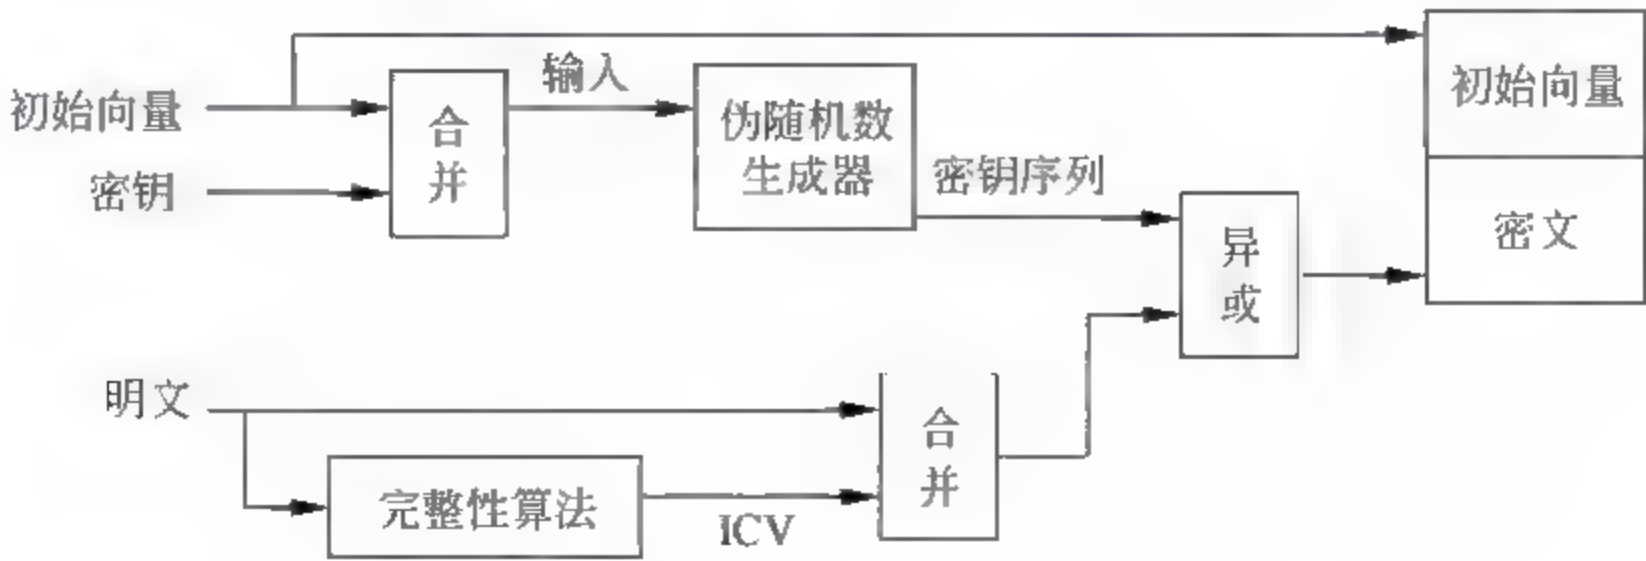 初始向量
密钥
合并
输入
伪随机数
生成器
密钥序列
异或
初始向量
密文
明文
完整性算法
ICV
合并